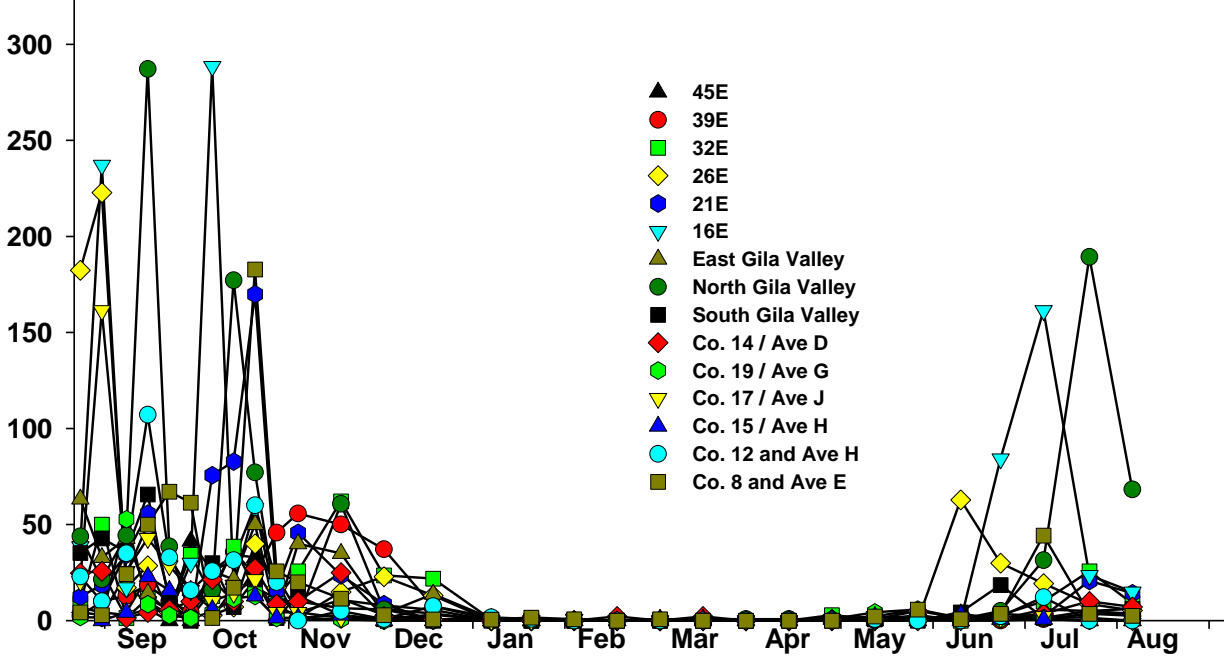 300
250
200
150
100
50
0
45E
39E
32E
26E
21E
16E
East Gila Valley
North Gila Valley
South Gila Valley
Co. 14 / Ave D
Co. 19 / Ave G
Co. 17 / Ave J
Co. 15 / Ave H
Co. 12 and Ave H
Co. 8 and Ave E
Sep Oct Nov Dec Jan Feb Mar Apr May Jun Jul Aug